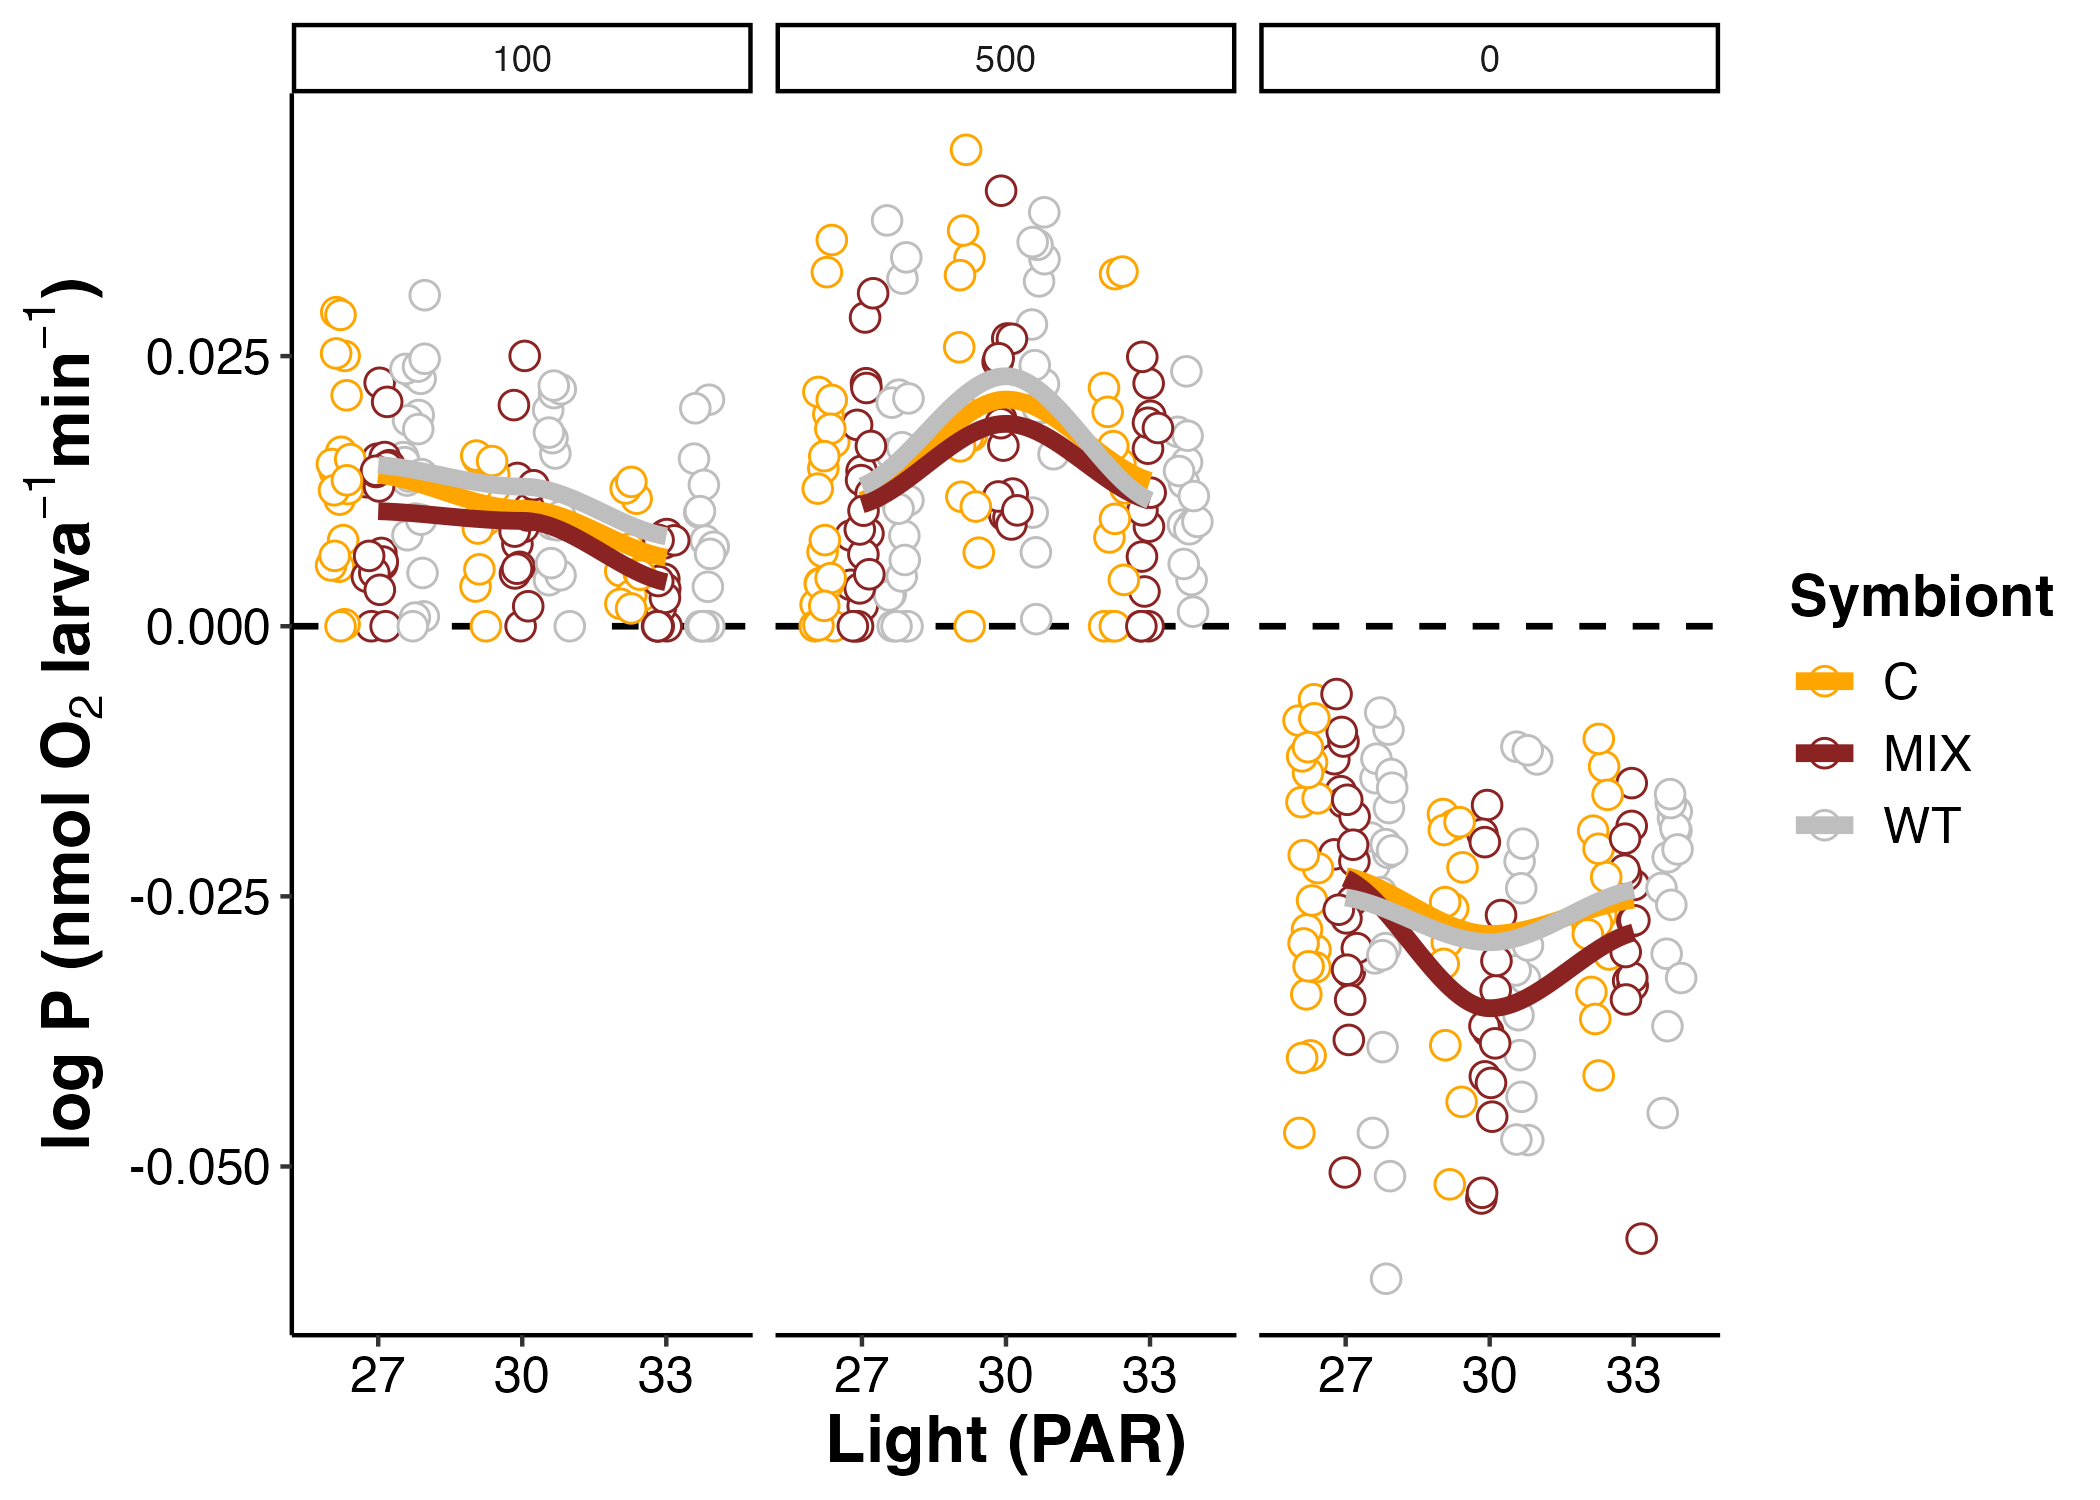 100 500 0
log P (nmol O₂ larva⁻¹min⁻¹)
0.025
0.000
-0.025
-0.050
27 30 33 27 30 33 27 30 33
Light (PAR)
Symbiont
C
MIX
WT